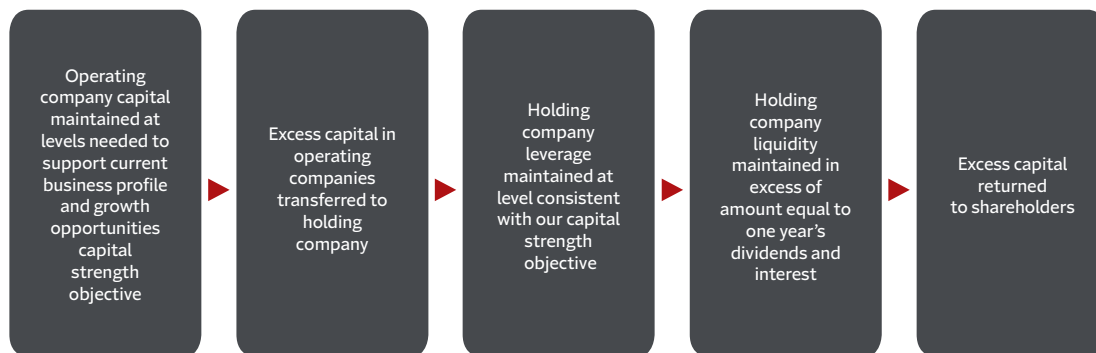 Operating
company capital
maintained at
levels needed to
support current
business profile
and growth
opportunities
capital
strength
objective
Excess capital in
operating
companies
transferred to
holding
company
Holding
company
leverage
maintained at
level consistent
with our capital
strength
objective
Holding
company
liquidity
maintained in
excess of
amount equal to
one year’s
dividends and
interest
Excess capital
returned
to shareholders